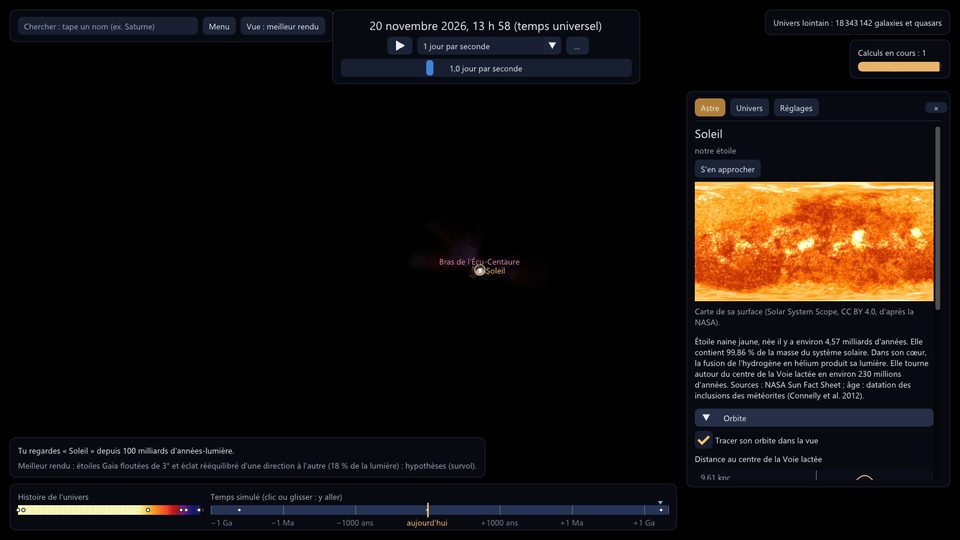 Chercher : tape un nom (ex. Saturne)
Menu
Vue : meilleur rendu
20 novembre 2026, 13 h 58 (temps universel)
1 jour par seconde
...
1,0 jour par seconde
Univers lointain : 18 343 142 galaxies et quasars
Calculs en cours : 1
Astre
Univers
Réglages
×
Soleil
notre étoile
S'en approcher
Carte de sa surface (Solar System Scope, CC BY 4.0, d'après la
NASA).
Étoile naine jaune, née il y a environ 4,57 milliards d'années. Elle
contient 99,86 % de la masse du système solaire. Dans son cœur,
la fusion de l'hydrogène en hélium produit sa lumière. Elle tourne
autour du centre de la Voie lactée en environ 230 millions
d'années. Sources : NASA Sun Fact Sheet ; âge : datation des
inclusions des météorites (Connelly et al. 2012).
Orbite
Tracer son orbite dans la vue
Distance au centre de la Voie lactée
9,61 kpc
Bras de l'Écu-Centaure
Soleil
Tu regardes « Soleil » depuis 100 milliards d'années-lumière.
Meilleur rendu : étoiles Gaia floutées de 3° et éclat rééquilibré d'une direction à l'autre (18 % de la lumière) : hypothèses (survol).
Histoire de l'univers
Temps simulé (clic ou glisser : y aller)
−1 Ga
−1 Ma
−1000 ans
aujourd'hui
+1000 ans
+1 Ma
+1 Ga